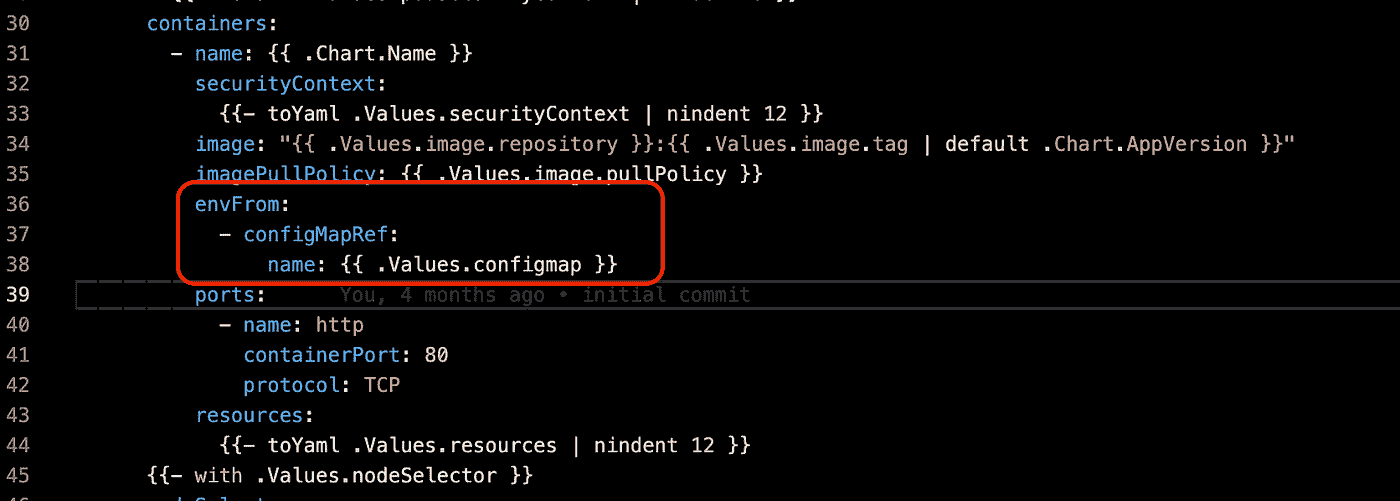 30 containers:
31 - name: {{ .Chart.Name }}
32 securityContext:
33 {{- toYaml .Values.securityContext | nindent 12 }}
34 image: "{{ .Values.image.repository }}:{{ .Values.image.tag | default .Chart.AppVersion }}"
35 imagePullPolicy: {{ .Values.image.pullPolicy }}
36 envFrom:
37 - configMapRef:
38 name: {{ .Values.configmap }}
39 ports: You, 4 months ago • initial commit
40 - name: http
41 containerPort: 80
42 protocol: TCP
43 resources:
44 {{- toYaml .Values.resources | nindent 12 }}
45 {{- with .Values.nodeSelector }}